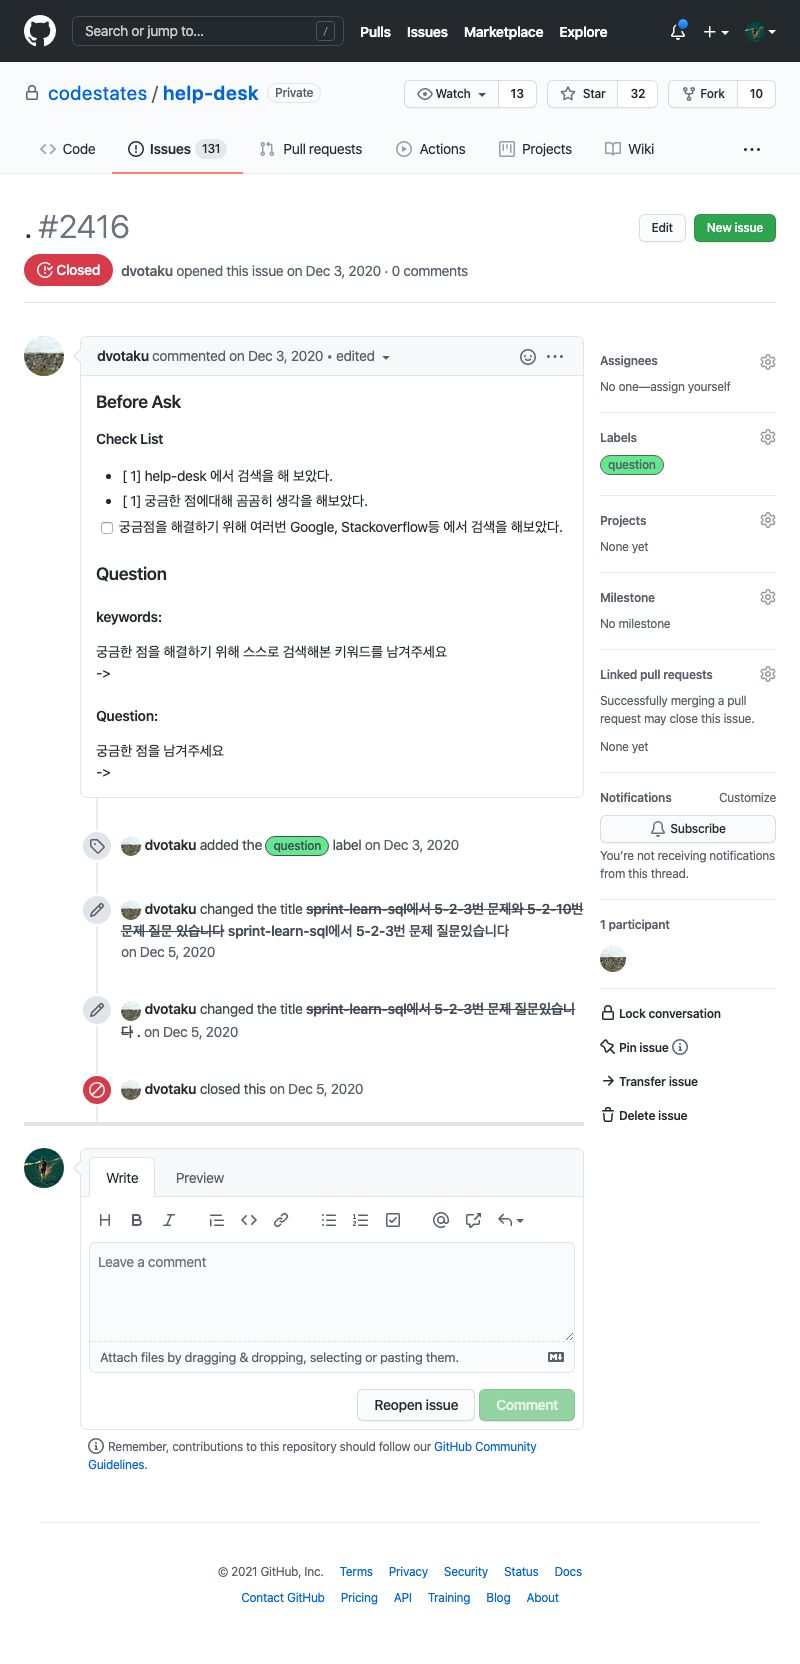 Search or jump to... /
Pulls Issues Marketplace Explore
codestates / help-desk Private
Watch 13 Star 32 Fork 10
Code Issues 131 Pull requests Actions Projects Wiki
. #2416
Edit New issue
Closed dvotaku opened this issue on Dec 3, 2020 · 0 comments
dvotaku commented on Dec 3, 2020 • edited
Before Ask
Check List
• [ 1] help-desk 에서 검색을 해 보았다.
• [ 1] 궁금한 점에대해 곰곰히 생각을 해보았다.
궁금점을 해결하기 위해 여러번 Google, Stackoverflow등 에서 검색을 해보았다.
Question
keywords:
궁금한 점을 해결하기 위해 스스로 검색해본 키워드를 남겨주세요
->
Question:
궁금한 점을 남겨주세요
->
dvotaku added the question label on Dec 3, 2020
dvotaku changed the title sprint-learn-sql에서 5-2-3번 문제와 5-2-10번
문제 질문 있습니다 sprint-learn-sql에서 5-2-3번 문제 질문있습니다
on Dec 5, 2020
dvotaku changed the title sprint-learn-sql에서 5-2-3번 문제 질문있습니
다 . on Dec 5, 2020
dvotaku closed this on Dec 5, 2020
Assignees
No one—assign yourself
Labels
question
Projects
None yet
Milestone
No milestone
Linked pull requests
Successfully merging a pull
request may close this issue.
None yet
Notifications Customize
Subscribe
You're not receiving notifications
from this thread.
1 participant
Lock conversation
Pin issue
Transfer issue
Delete issue
Write Preview
Leave a comment
Attach files by dragging & dropping, selecting or pasting them.
Reopen issue Comment
Remember, contributions to this repository should follow our GitHub Community
Guidelines.
© 2021 GitHub, Inc. Terms Privacy Security Status Docs
Contact GitHub Pricing API Training Blog About